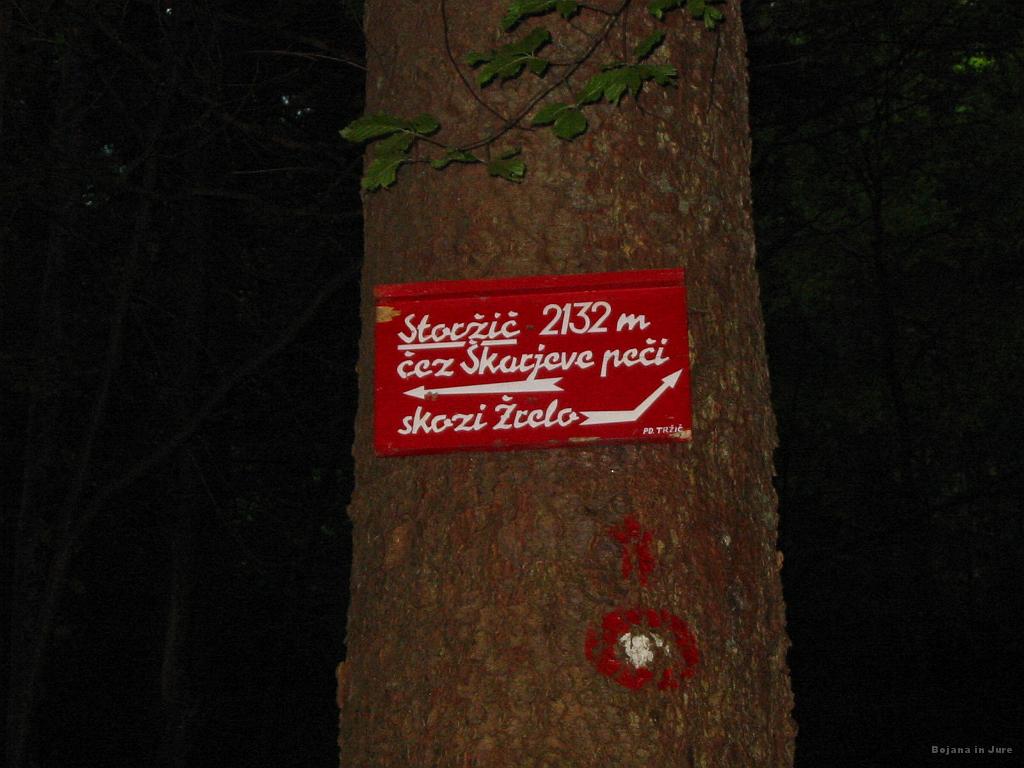 Storžič 2132 m
čez Škarjeve peči
skozi Žrelo
PD. TRŽIČ
Bojana in Jure